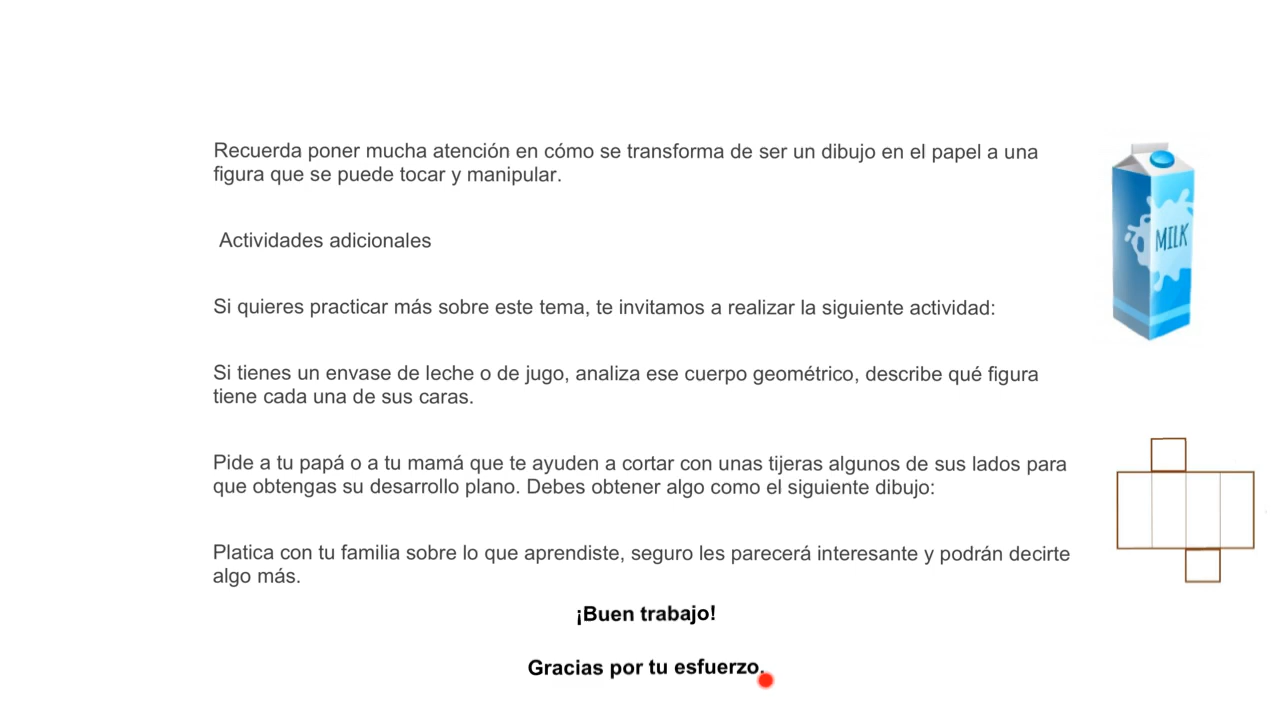 Recuerda poner mucha atención en cómo se transforma de ser un dibujo en el papel a una
figura que se puede tocar y manipular.
Actividades adicionales
Si quieres practicar más sobre este tema, te invitamos a realizar la siguiente actividad:
Si tienes un envase de leche o de jugo, analiza ese cuerpo geométrico, describe qué figura
tiene cada una de sus caras.
Pide a tu papá o a tu mamá que te ayuden a cortar con unas tijeras algunos de sus lados para
que obtengas su desarrollo plano. Debes obtener algo como el siguiente dibujo:
Platica con tu familia sobre lo que aprendiste, seguro les parecerá interesante y podrán decirte
algo más.
¡Buen trabajo!
Gracias por tu esfuerzo.
MILK